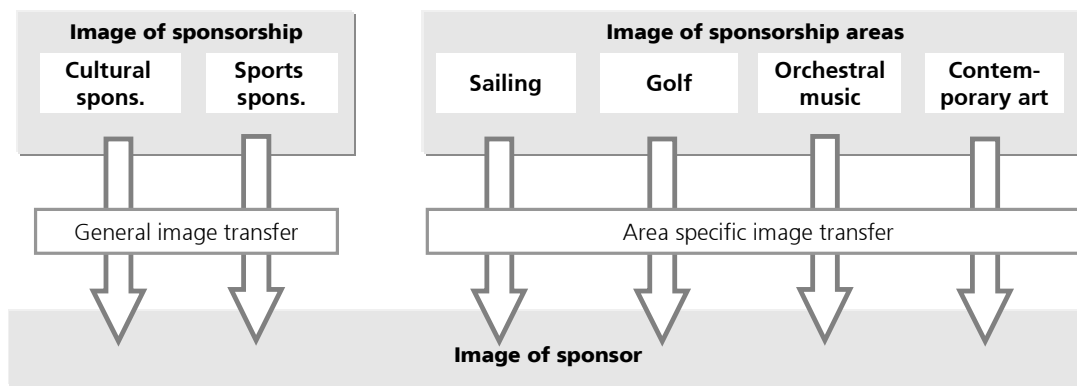 Image of sponsorship
Cultural
spons.
Sports
spons.
General image transfer
Image of sponsorship areas
Sailing
Golf
Orchestral
music
Contem-
porary art
Area specific image transfer
Image of sponsor